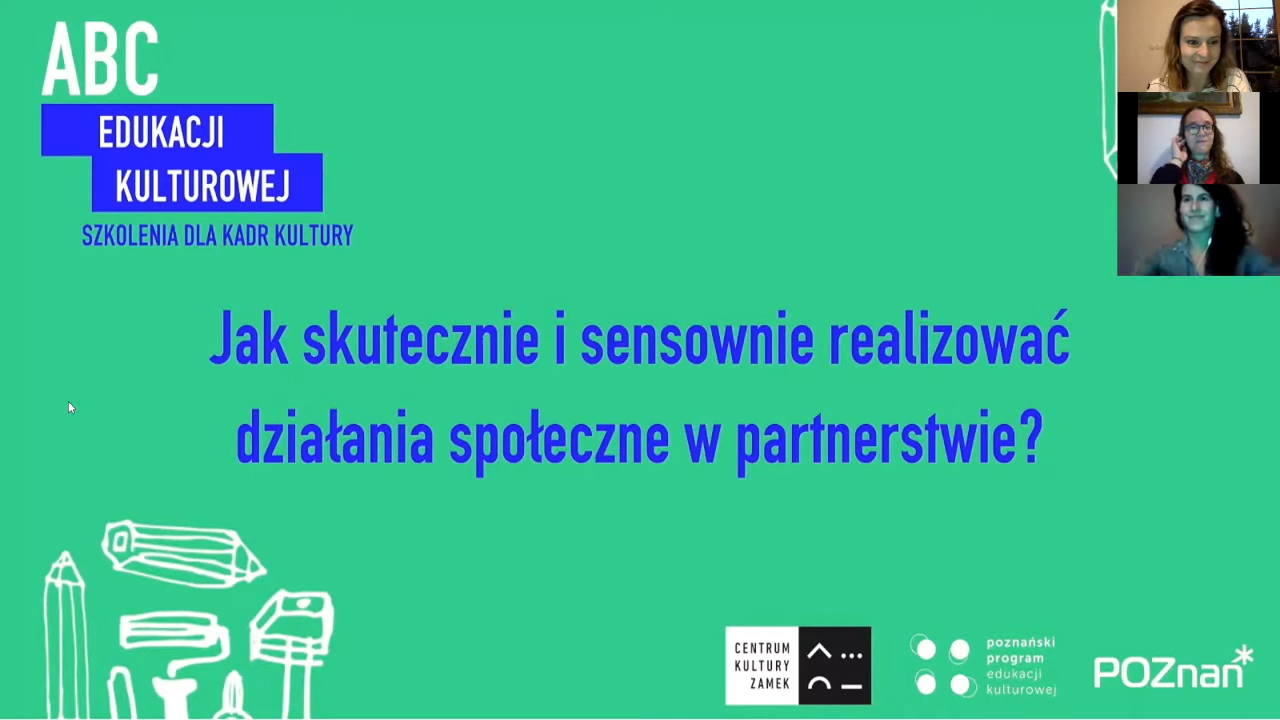 ABC
EDUKACJI
KULTUROWEJ
SZKOLENIA DLA KADR KULTURY
Jak skutecznie i sensownie realizować
działania społeczne w partnerstwie?
CENTRUM
KULTURY
ZAMEK
poznański
program
edukacji
kulturowej
POZnan*